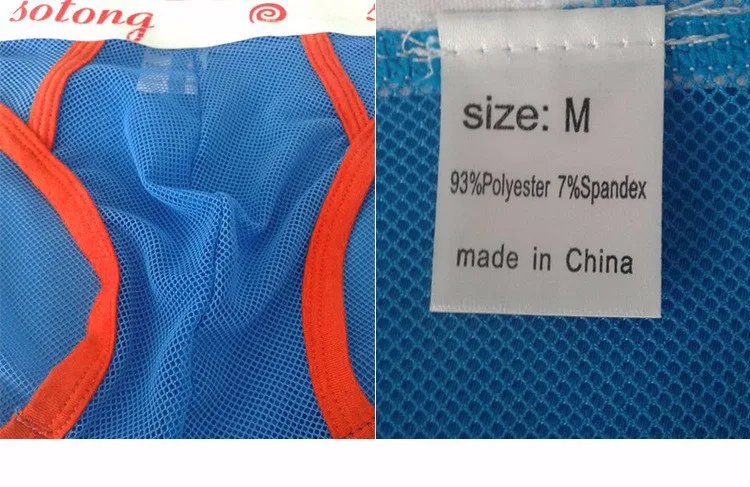 sotong
size: M
93%Polyester 7%Spandex
made in China